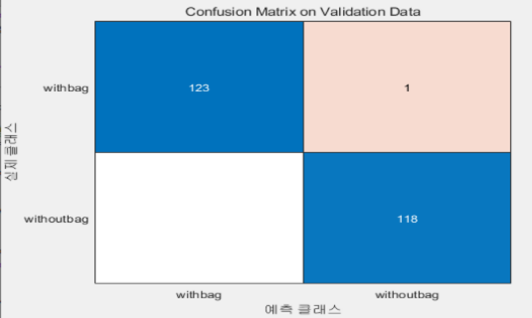 Confusion Matrix on Validation Data
withbag
123
1
실제 클래스
withoutbag
118
withbag
withoutbag
예측 클래스